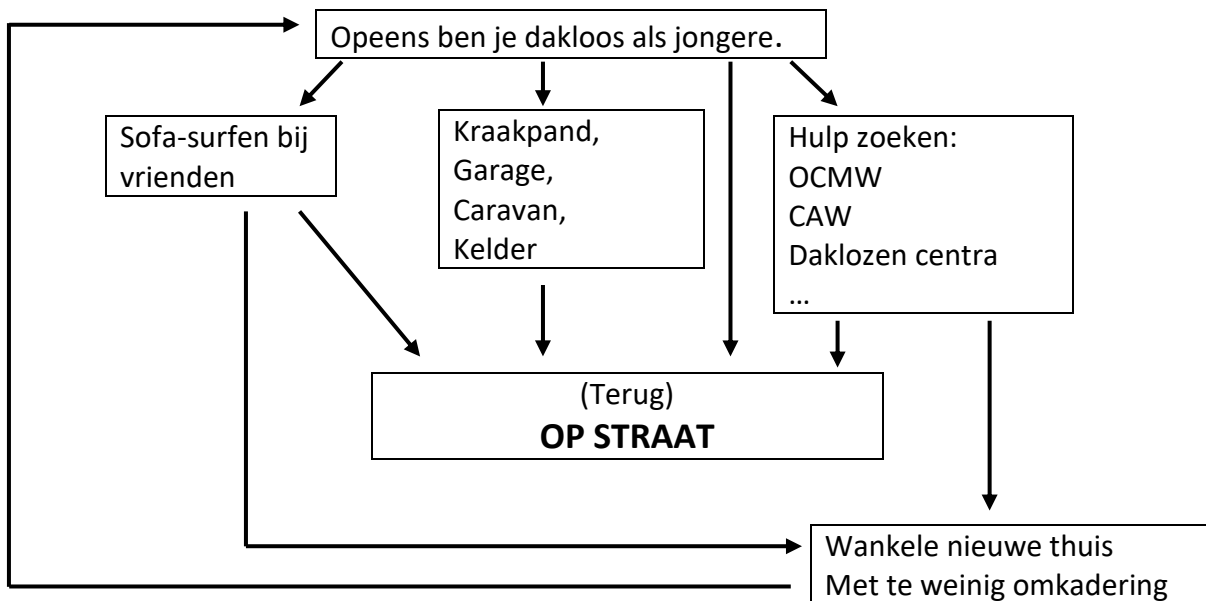 Opeens ben je dakloos als jongere.
Sofa-surfen bij
vrienden
Kraakpand,
Garage,
Caravan,
Kelder
Hulp zoeken:
OCMW
CAW
Daklozen centra
...
(Terug)
OP STRAAT
Wankele nieuwe thuis
Met te weinig omkadering